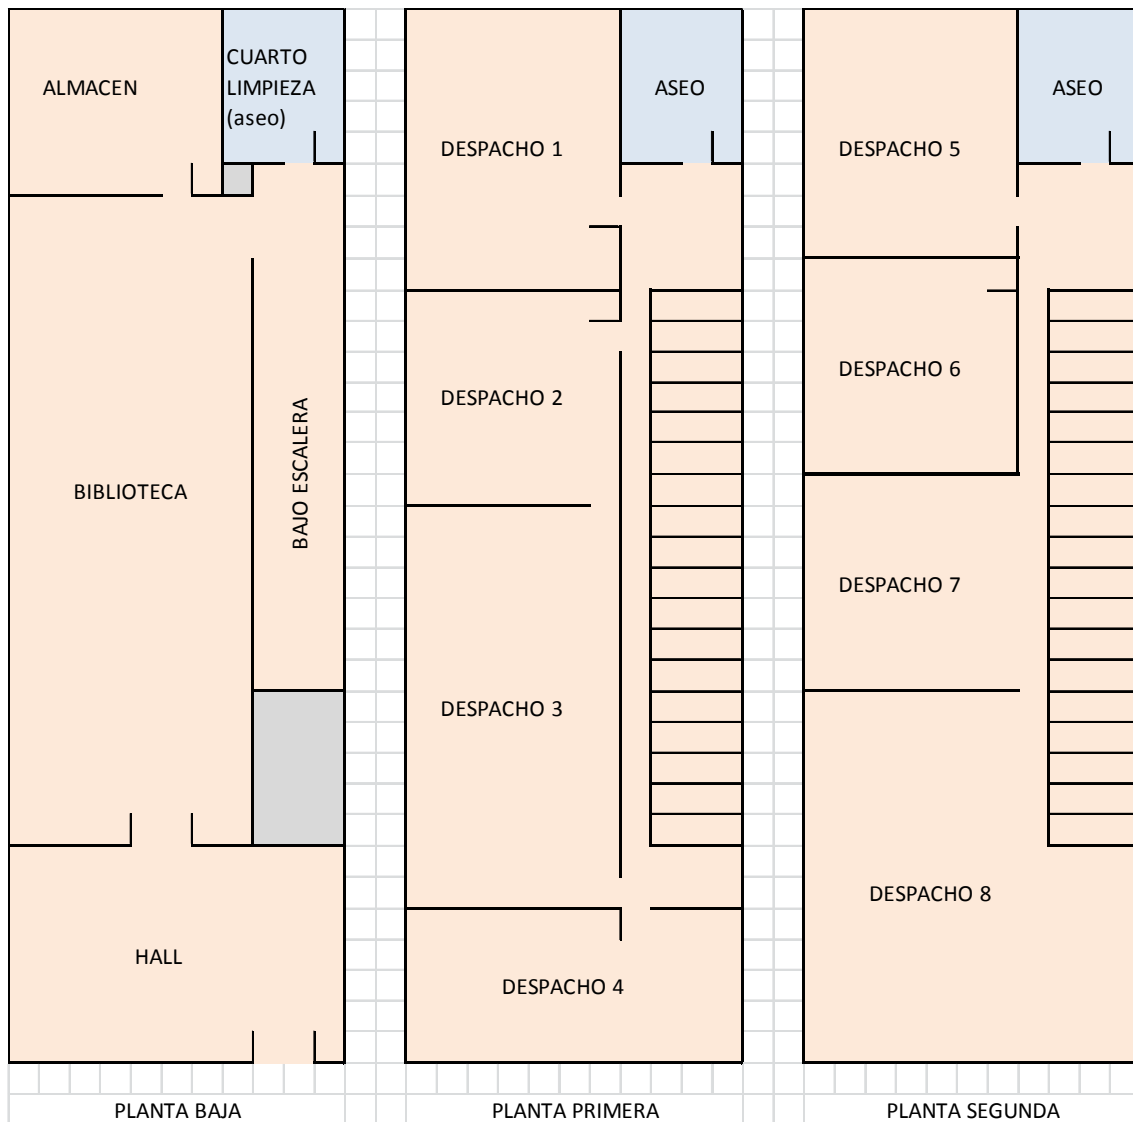 ALMACEN
CUARTO
LIMPIEZA
(aseo)
BIBLIOTECA
BAJO ESCALERA
HALL
PLANTA BAJA
DESPACHO 1
ASEO
DESPACHO 2
DESPACHO 3
DESPACHO 4
PLANTA PRIMERA
DESPACHO 5
ASEO
DESPACHO 6
DESPACHO 7
DESPACHO 8
PLANTA SEGUNDA